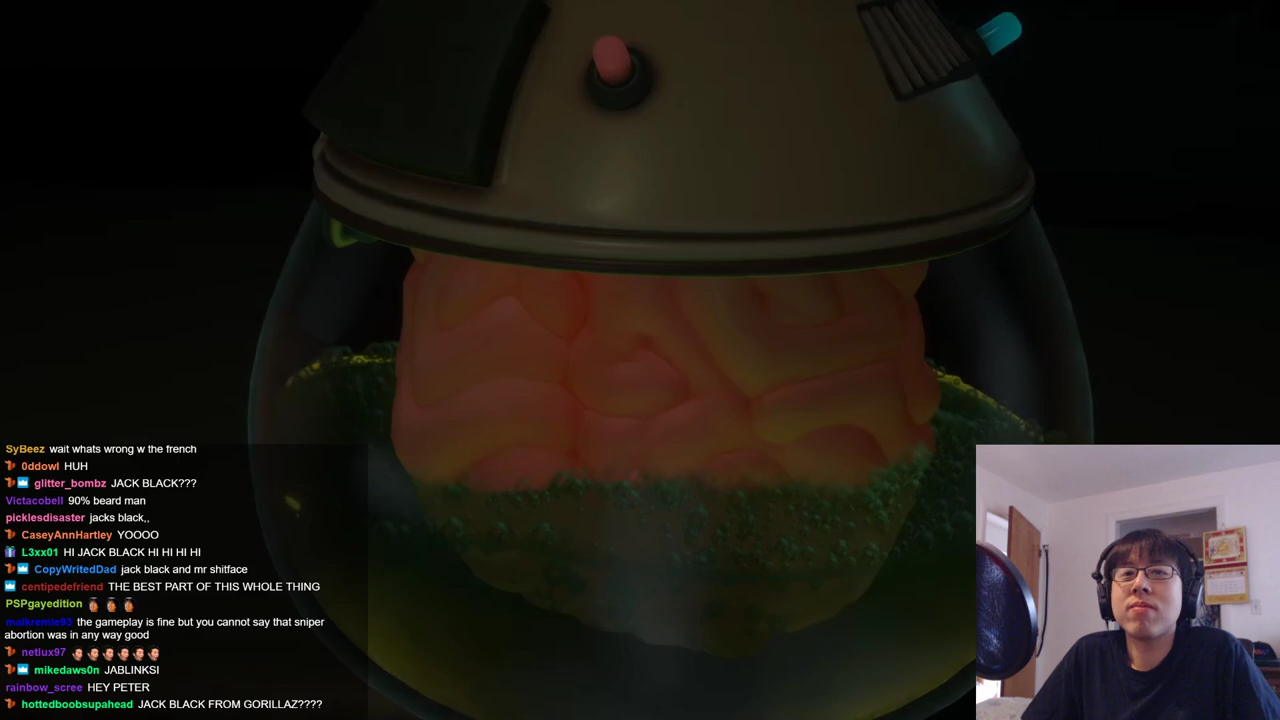 SyBeez wait whats wrong w the french
0ddowl HUH
glitter_bombz JACK BLACK???
Victacobell 90% beard man
picklesdisaster jacks black,,
CaseyAnnHartley YOOOO
L3xx01 HI JACK BLACK HI HI HI HI
CopyWritedDad jack black and mr shitface
centipedefriend THE BEST PART OF THIS WHOLE THING
PSPgayedition
malkremie93 the gameplay is fine but you cannot say that sniper
abortion was in any way good
netlux97
mikedaws0n JABLINKSI
rainbow_scree HEY PETER
hottedboobsupahead JACK BLACK FROM GORILLAZ????